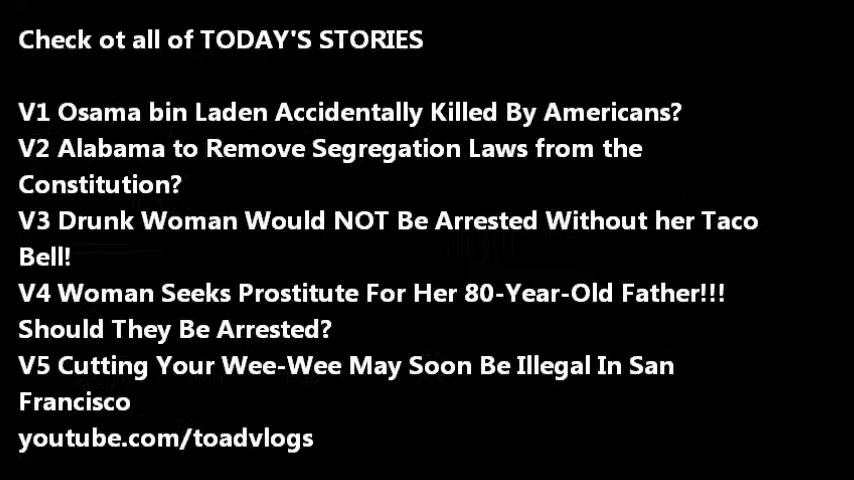 Check ot all of TODAY'S STORIES
V1 Osama bin Laden Accidentally Killed By Americans?
V2 Alabama to Remove Segregation Laws from the
Constitution?
V3 Drunk Woman Would NOT Be Arrested Without her Taco
Bell!
V4 Woman Seeks Prostitute For Her 80-Year-Old Father!!!
Should They Be Arrested?
V5 Cutting Your Wee-Wee May Soon Be Illegal In San
Francisco
youtube.com/toadvlogs